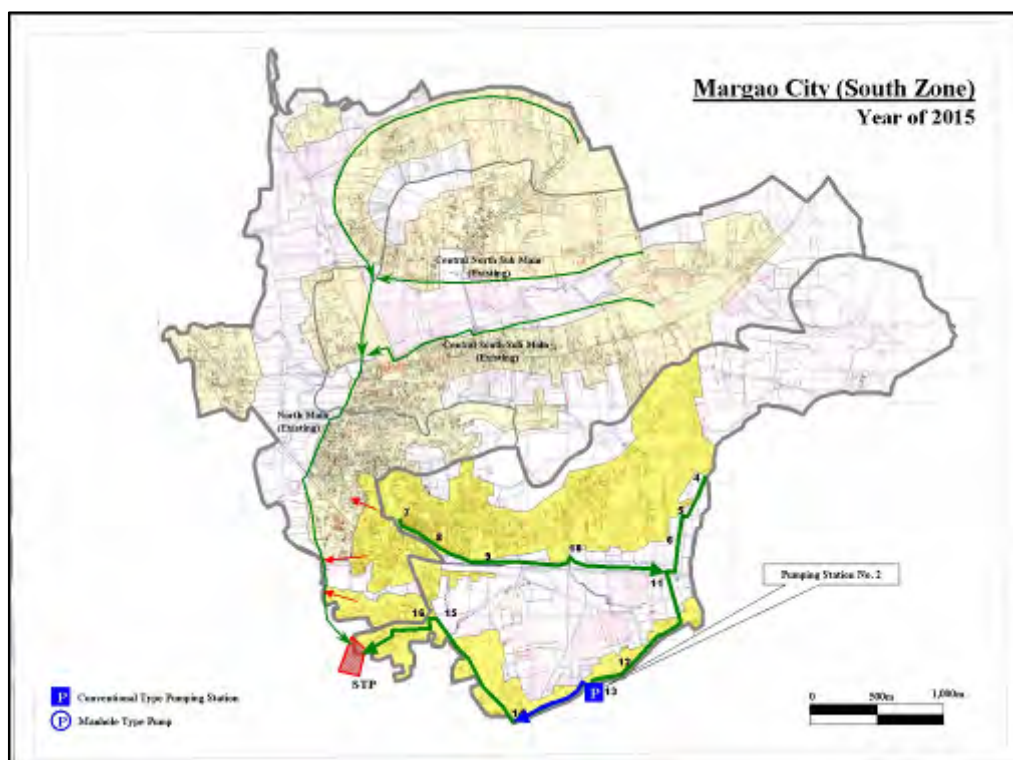 Margao City (South Zone)
Year of 2015
Central North Sub Main
(Existing)
Central South Sub Main
(Existing)
North Main
(Existing)
4
5
6
7
8
9
10
11
Pumping Station No. 2
16
15
12
P
13
14
STP
P Conventional Type Pumping Station
P Manhole Type Pump
0 500m 1,000m